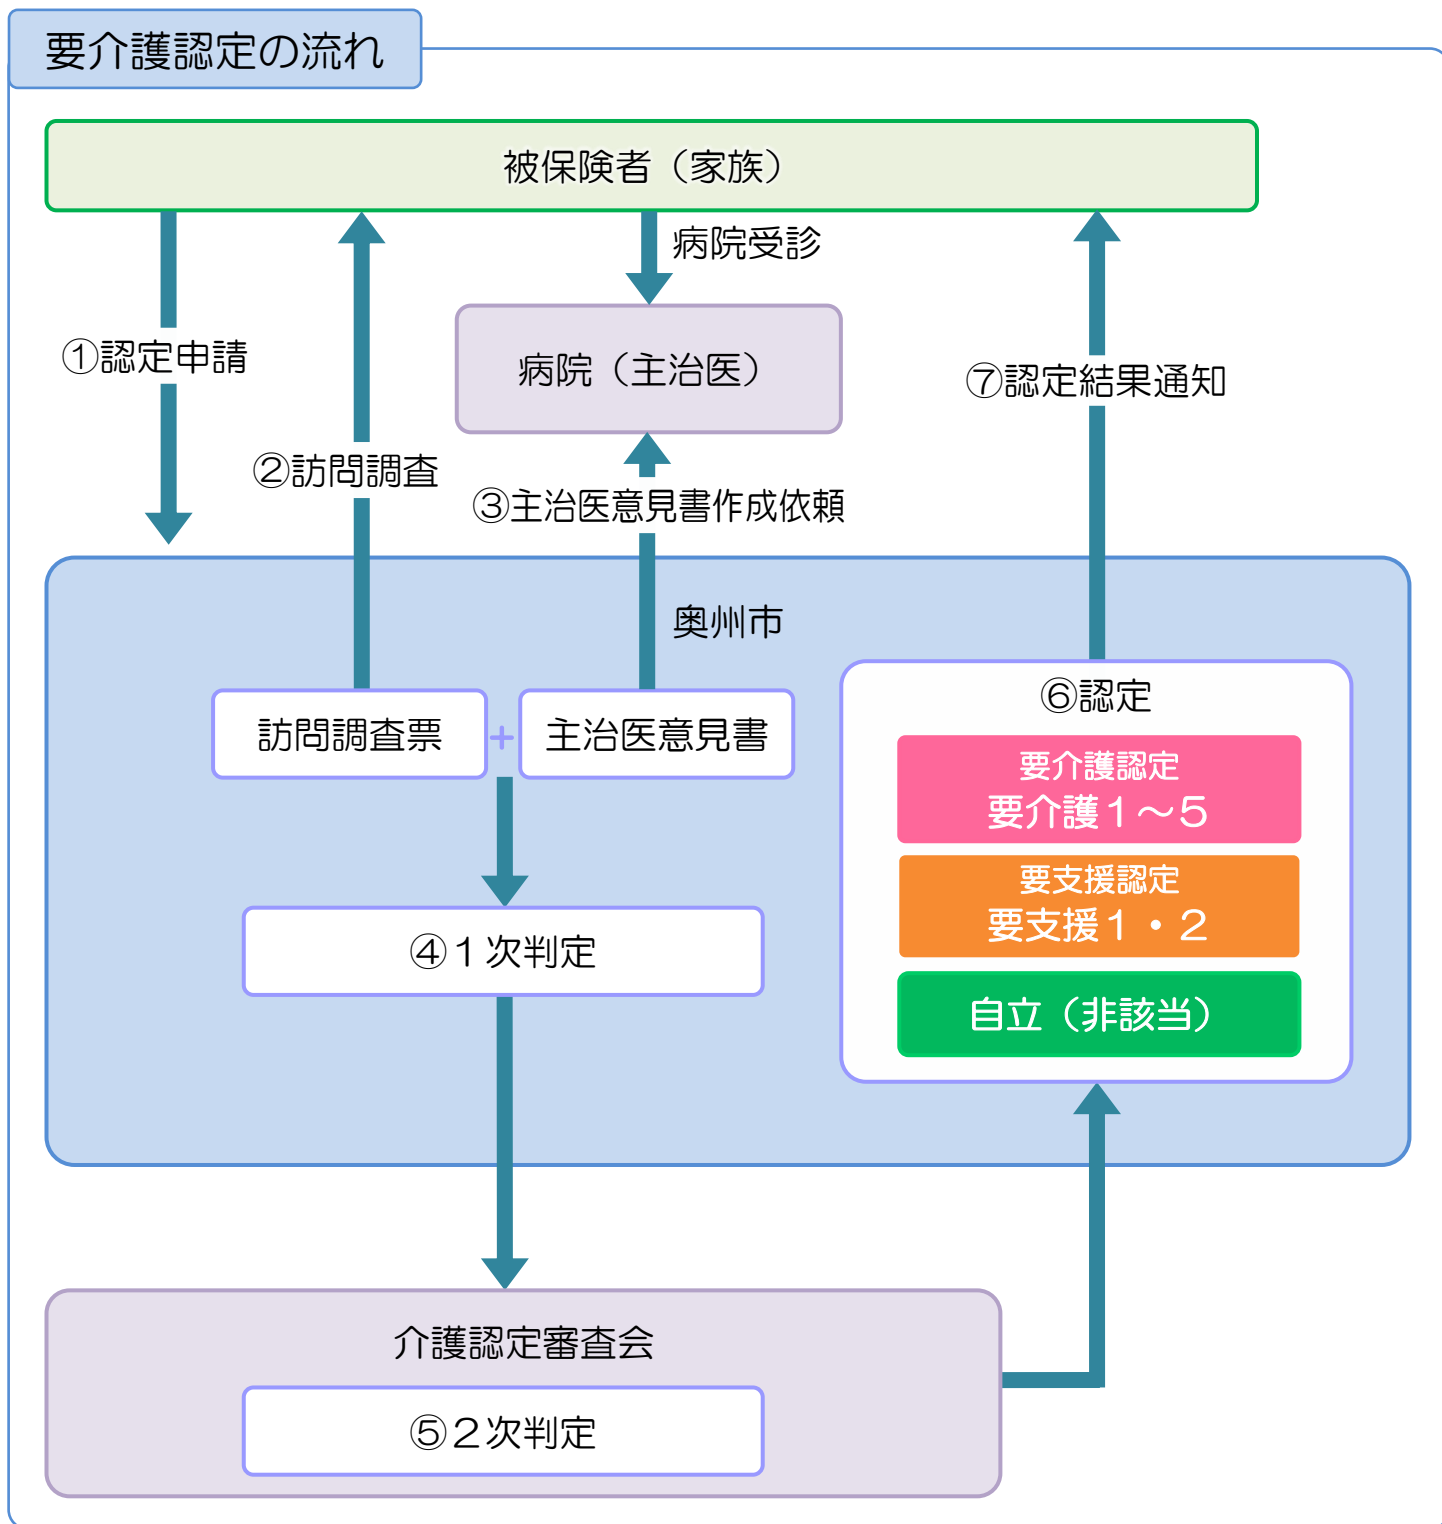 要介護認定の流れ
被保険者（家族）
病院受診
①認定申請
病院（主治医）
⑦認定結果通知
②訪問調査
③主治医意見書作成依頼
奥州市
訪問調査票
+
主治医意見書
⑥認定
要介護認定
要介護１～５
要支援認定
要支援１・２
自立（非該当）
④１次判定
介護認定審査会
⑤２次判定